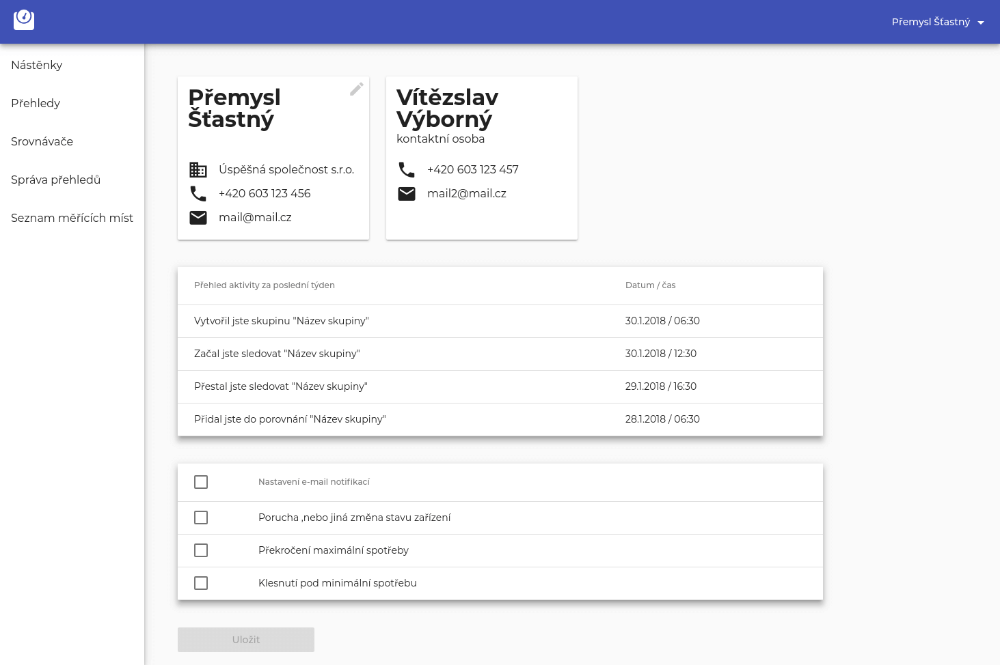 Přemysl Šťastný
Nástěnky
Přehledy
Srovnávače
Správa přehledů
Seznam měřících míst
Přemysl
Šťastný
Úspěšná společnost s.r.o.
+420 603 123 456
mail@mail.cz
Vítězslav
Výborný
kontaktní osoba
+420 603 123 457
mail2@mail.cz
Přehled aktivity za poslední týden Datum / čas
Vytvořil jste skupinu "Název skupiny" 30.1.2018 / 06:30
Začal jste sledovat "Název skupiny" 30.1.2018 / 12:30
Přestal jste sledovat "Název skupiny" 29.1.2018 / 16:30
Přidal jste do porovnání "Název skupiny" 28.1.2018 / 06:30
Nastavení e-mail notifikací
Porucha ,nebo jiná změna stavu zařízení
Překročení maximální spotřeby
Klesnutí pod minimální spotřebu
Uložit